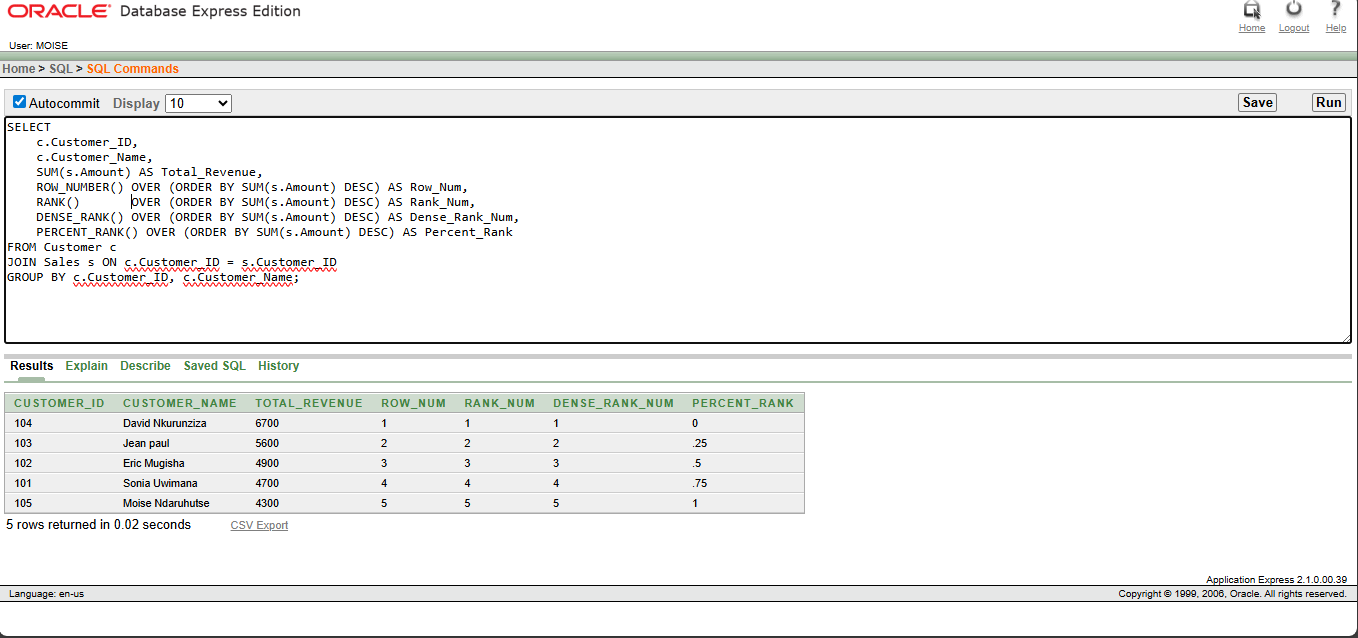 ORACLE Database Express Edition
Home Logout Help
User: MOISE
Home > SQL > SQL Commands
Autocommit Display 10 Save Run
SELECT
    c.Customer_ID,
    c.Customer_Name,
    SUM(s.Amount) AS Total_Revenue,
    ROW_NUMBER() OVER (ORDER BY SUM(s.Amount) DESC) AS Row_Num,
    RANK()       OVER (ORDER BY SUM(s.Amount) DESC) AS Rank_Num,
    DENSE_RANK() OVER (ORDER BY SUM(s.Amount) DESC) AS Dense_Rank_Num,
    PERCENT_RANK() OVER (ORDER BY SUM(s.Amount) DESC) AS Percent_Rank
FROM Customer c
JOIN Sales s ON c.Customer_ID = s.Customer_ID
GROUP BY c.Customer_ID, c.Customer_Name;
Results Explain Describe Saved SQL History
CUSTOMER_ID CUSTOMER_NAME TOTAL_REVENUE ROW_NUM RANK_NUM DENSE_RANK_NUM PERCENT_RANK
104 David Nkurunziza 6700 1 1 1 0
103 Jean paul 5600 2 2 2 .25
102 Eric Mugisha 4900 3 3 3 .5
101 Sonia Uwimana 4700 4 4 4 .75
105 Moise Ndaruhutse 4300 5 5 5 1
5 rows returned in 0.02 seconds CSV Export
Application Express 2.1.0.00.39
Language: en-us Copyright © 1999, 2006, Oracle. All rights reserved.